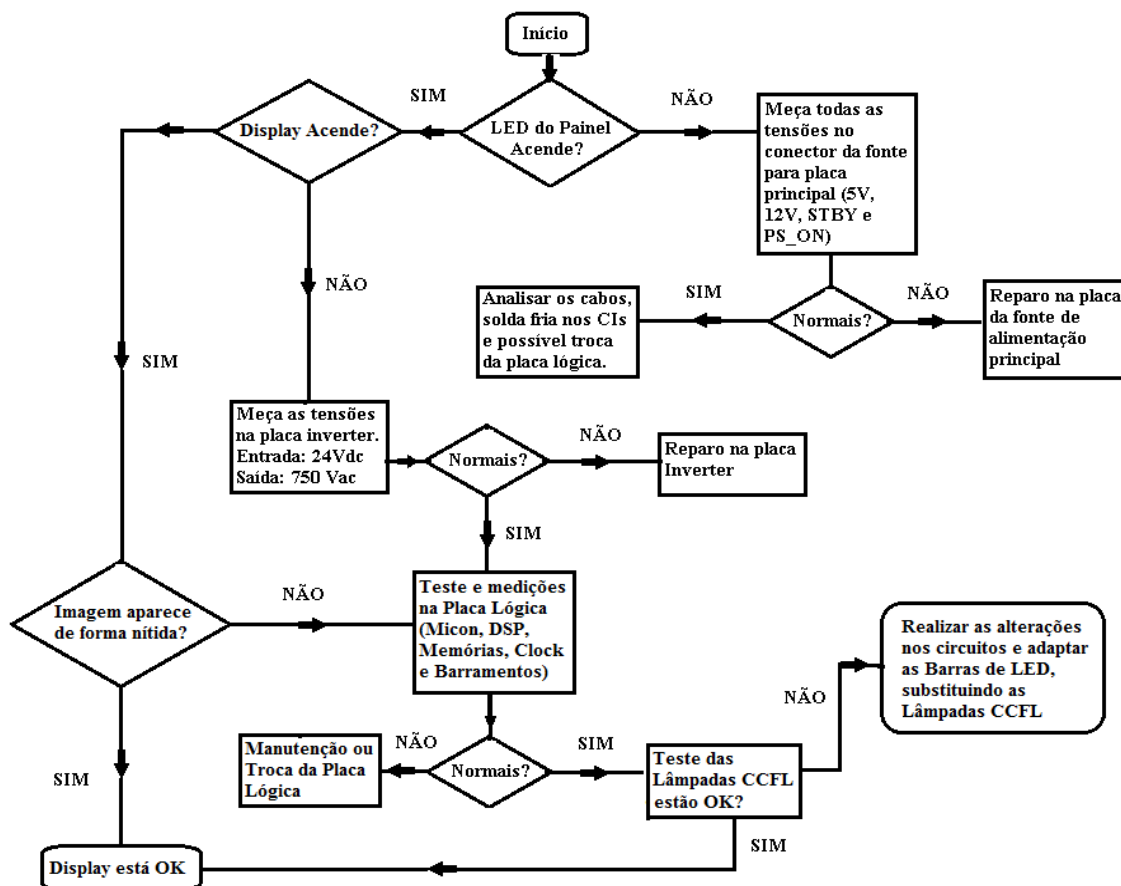 Início
SIM
NÃO
Display Acende?
LED do Painel
Acende?
Meça todas as
tensões no
conector da fonte
para placa
principal (5V,
12V, STBY e
PS_ON)
NÃO
SIM
Analisar os cabos,
solda fria nos CIs
e possível troca
da placa lógica.
SIM
Normais?
NÃO
Reparo na placa
da fonte de
alimentação
principal
Meça as tensões
na placa inverter.
Entrada: 24Vdc
Saída: 750 Vac
Normais?
NÃO
Reparo na placa
Inverter
SIM
Imagem aparece
de forma nítida?
NÃO
Teste e medições
na Placa Lógica
(Micon, DSP,
Memórias, Clock
e Barramentos)
Realizar as alterações
nos circuitos e adaptar
as Barras de LED,
substituindo as
Lâmpadas CCFL
NÃO
Manutenção ou
Troca da Placa
Lógica
NÃO
Normais?
SIM
Teste das
Lâmpadas CCFL
estão OK?
SIM
SIM
Display está OK